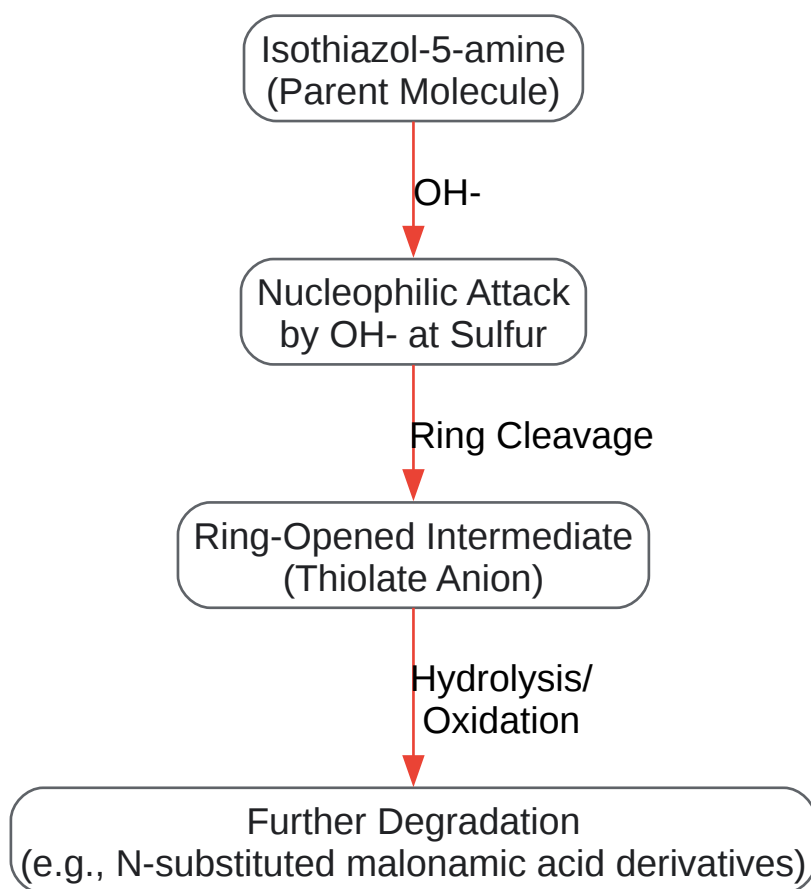 Isothiazol-5-amine
(Parent Molecule)
OH-
Nucleophilic Attack
by OH- at Sulfur
Ring Cleavage
Ring-Opened Intermediate
(Thiolate Anion)
Hydrolysis/
Oxidation
Further Degradation
(e.g., N-substituted malonamic acid derivatives)